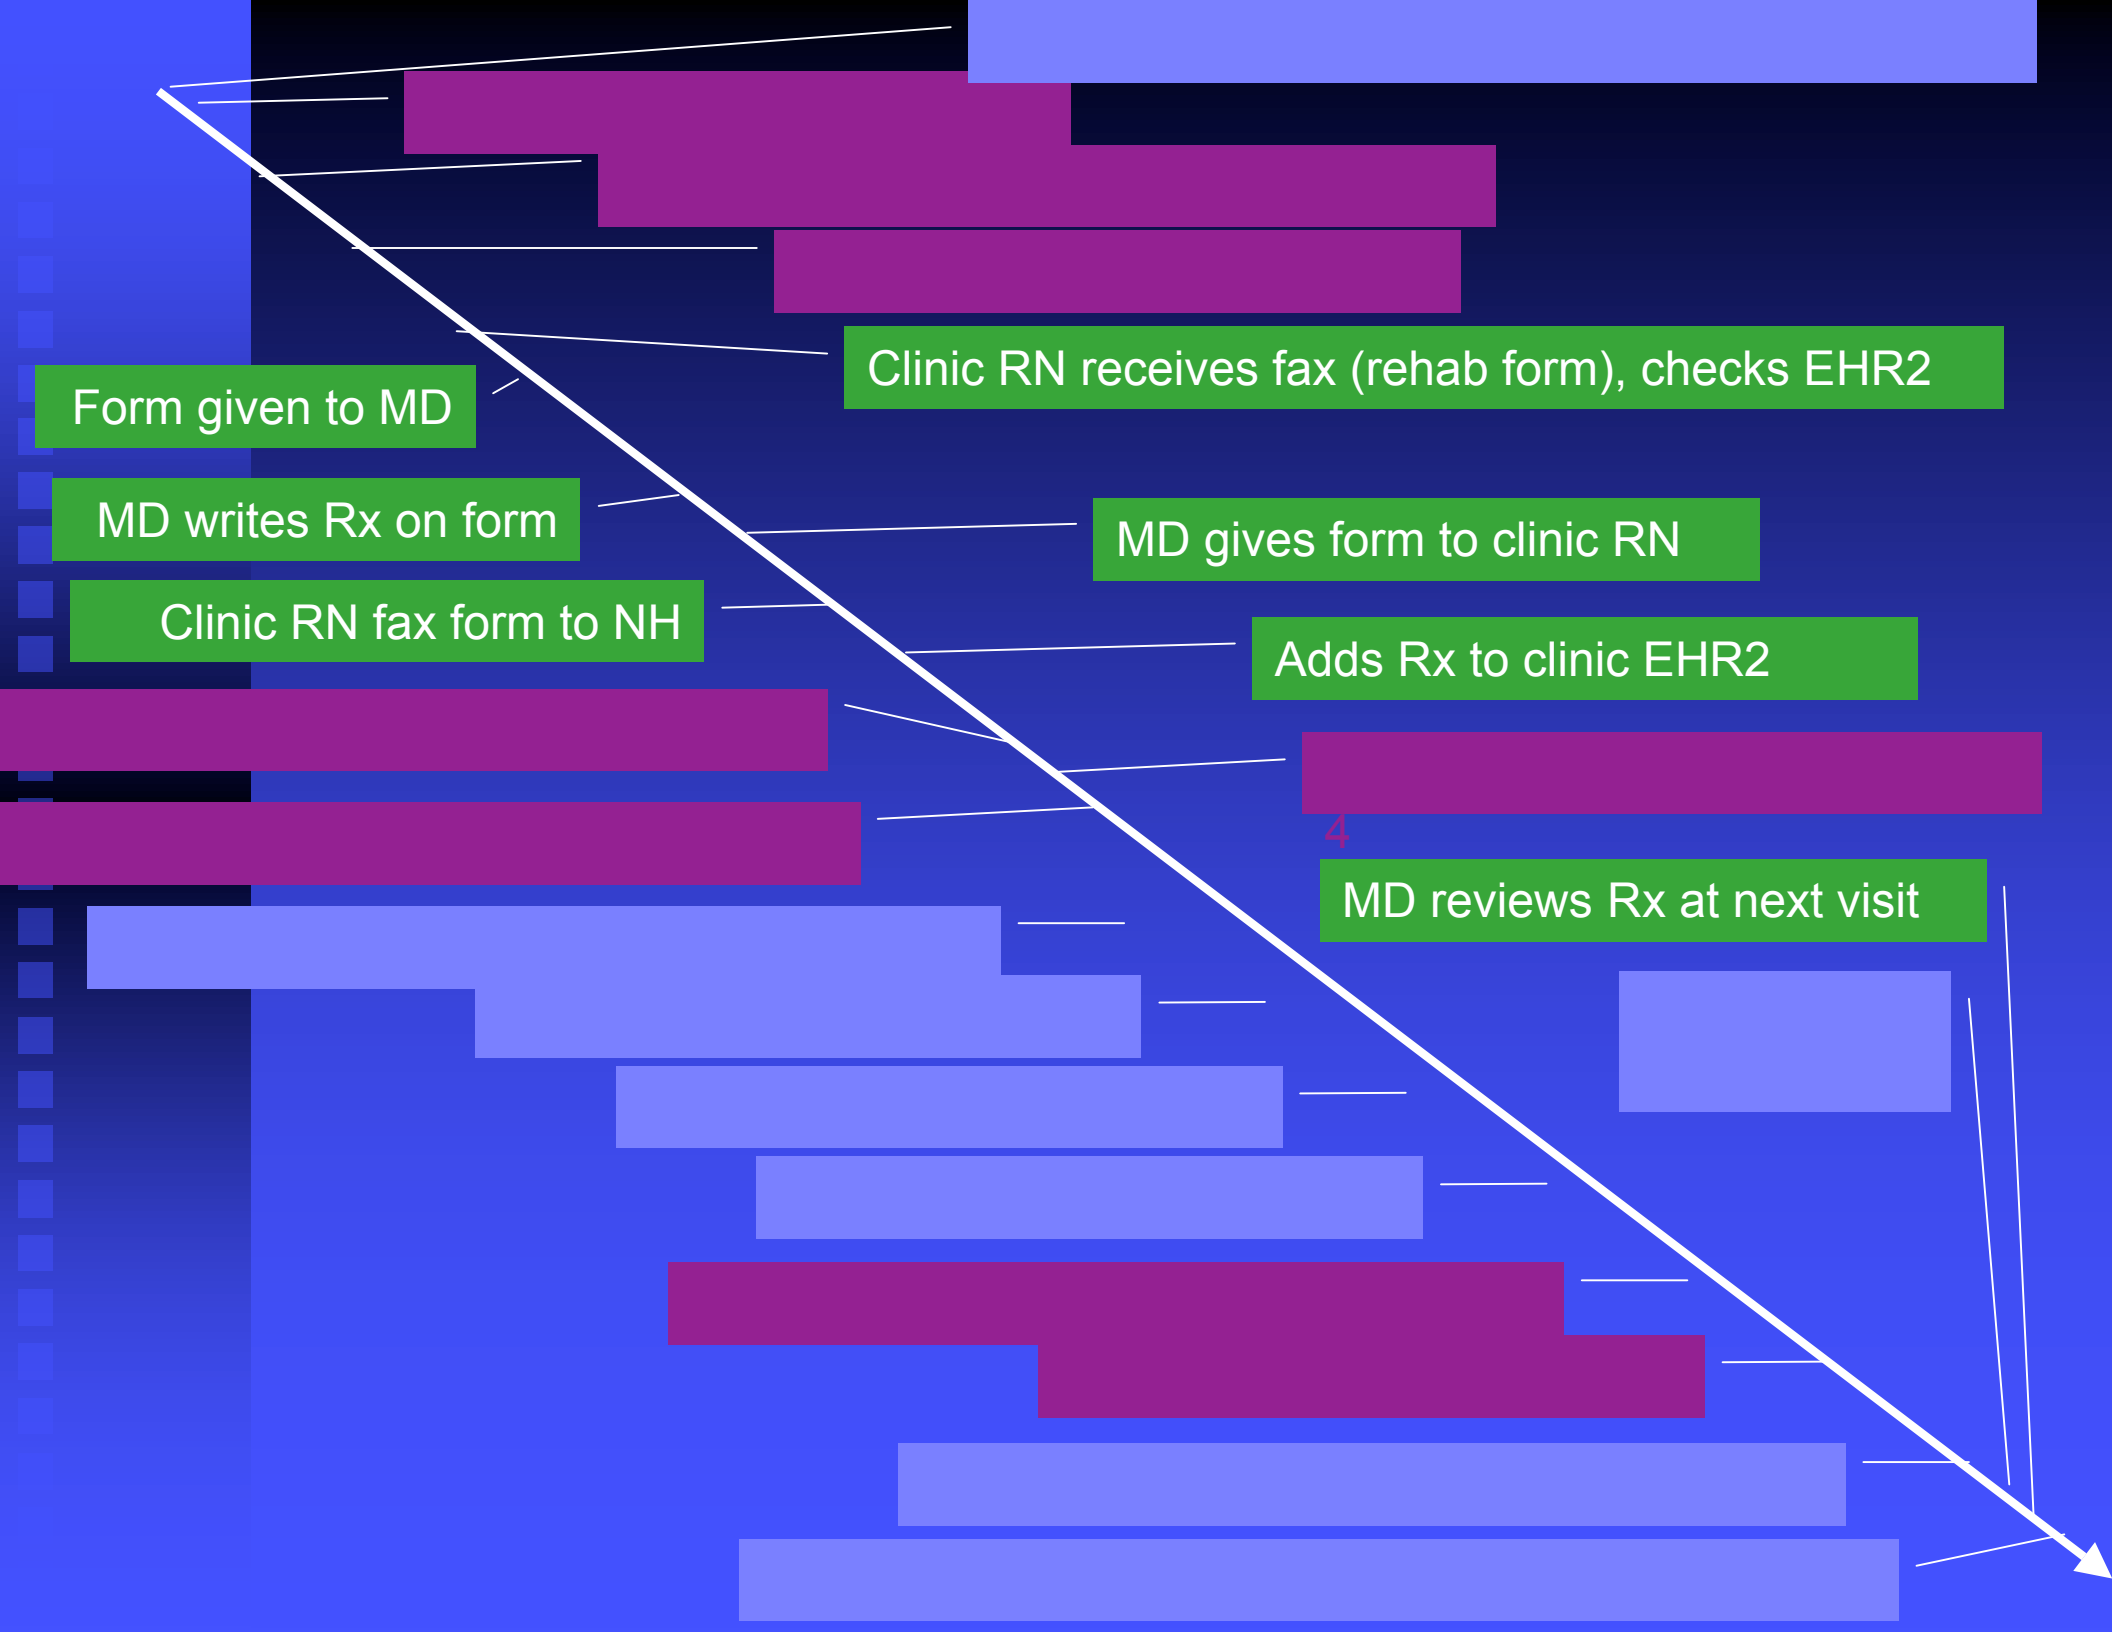 Clinic RN receives fax (rehab form), checks EHR2
Form given to MD
MD writes Rx on form
MD gives form to clinic RN
Clinic RN fax form to NH
Adds Rx to clinic EHR2
4
MD reviews Rx at next visit